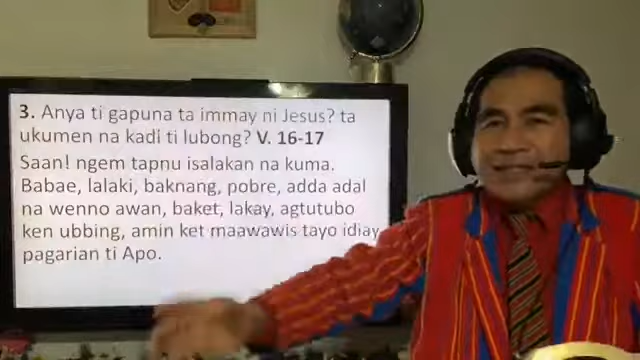 3. Anya ti gapuna ta immay ni Jesus? ta
ukumen na kadi ti lubong? V. 16-17
Saan! ngem tapnu isalakan na kuma.
Babae, lalaki, baknang, pobre, adda adal
na wenno awan, baket, lakay, agtutubo
ken ubbing, amin ket maawawis tayo idiay
pagarian ti Apo.